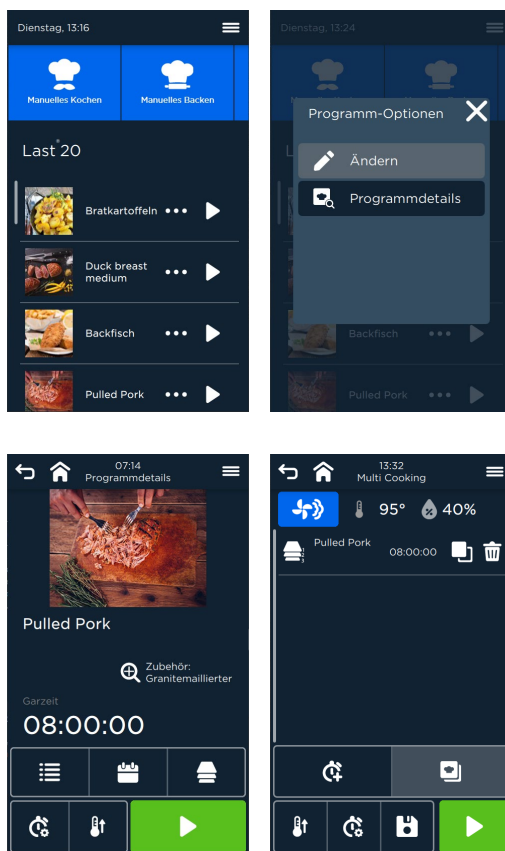 Dienstag, 13:16
Manuelles Kochen
Manuelles Backen
Last 20
Bratkartoffeln
Duck breast
medium
Backfisch
Pulled Pork
Dienstag, 13:24
Programm-Optionen
Ändern
Programmdetails
Backfisch
Pulled Pork
07:14
Programmdetails
Pulled Pork
Zubehör:
Granitemaillierter
Garzeit
08:00:00
13:32
Multi Cooking
95°
40%
Pulled Pork
08:00:00